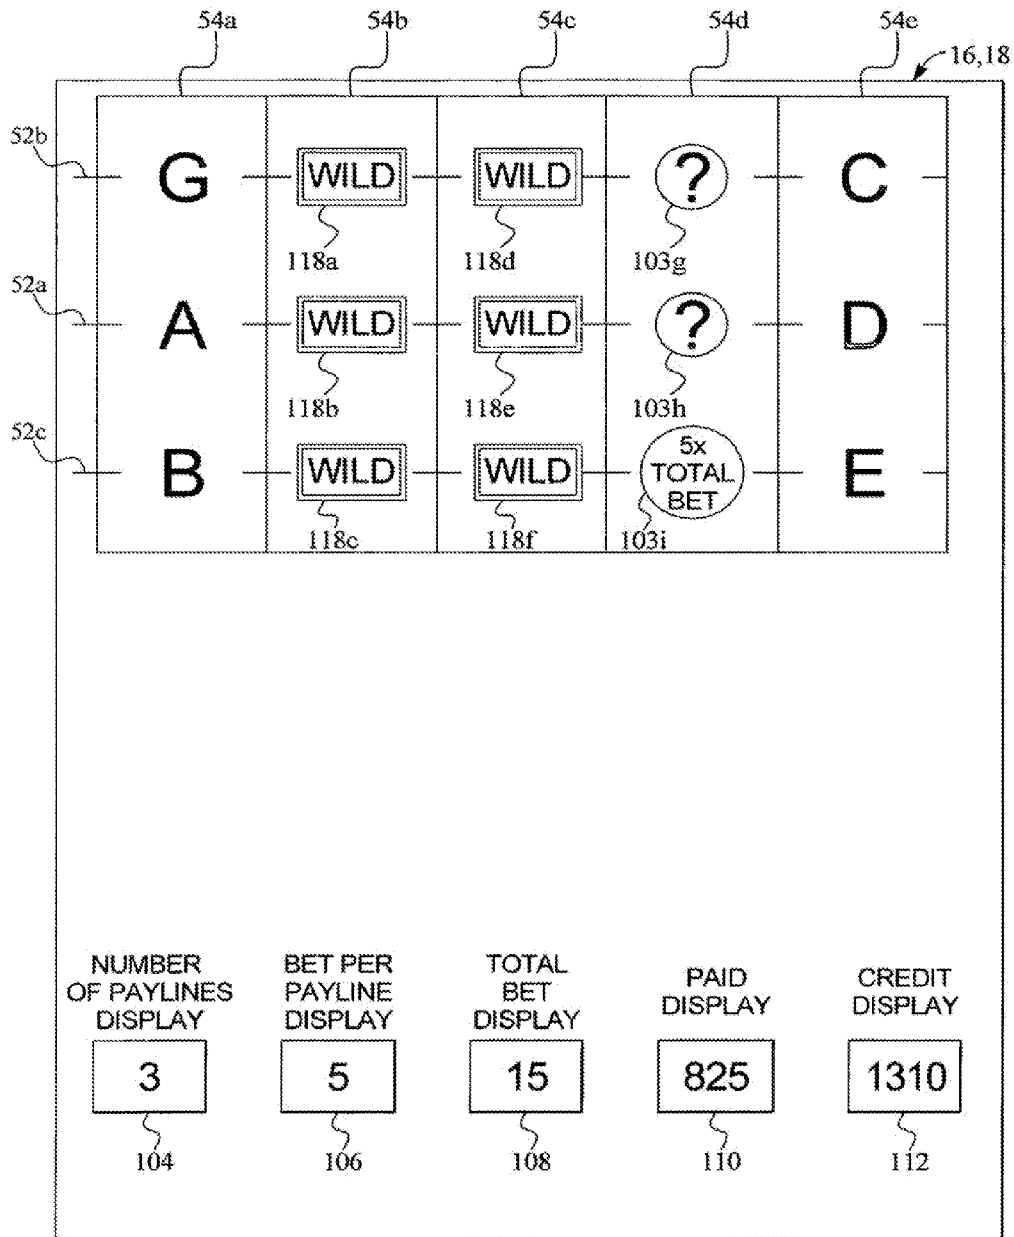 54a 54b 54c 54d 54e
16,18
52b G WILD WILD ? C
118a 118d 103g
52a A WILD WILD ? D
118b 118e 103h
52c B WILD WILD 5x TOTAL BET E
118c 118f 103i
NUMBER OF PAYLINES DISPLAY
3
104
BET PER PAYLINE DISPLAY
5
106
TOTAL BET DISPLAY
15
108
PAID DISPLAY
825
110
CREDIT DISPLAY
1310
112